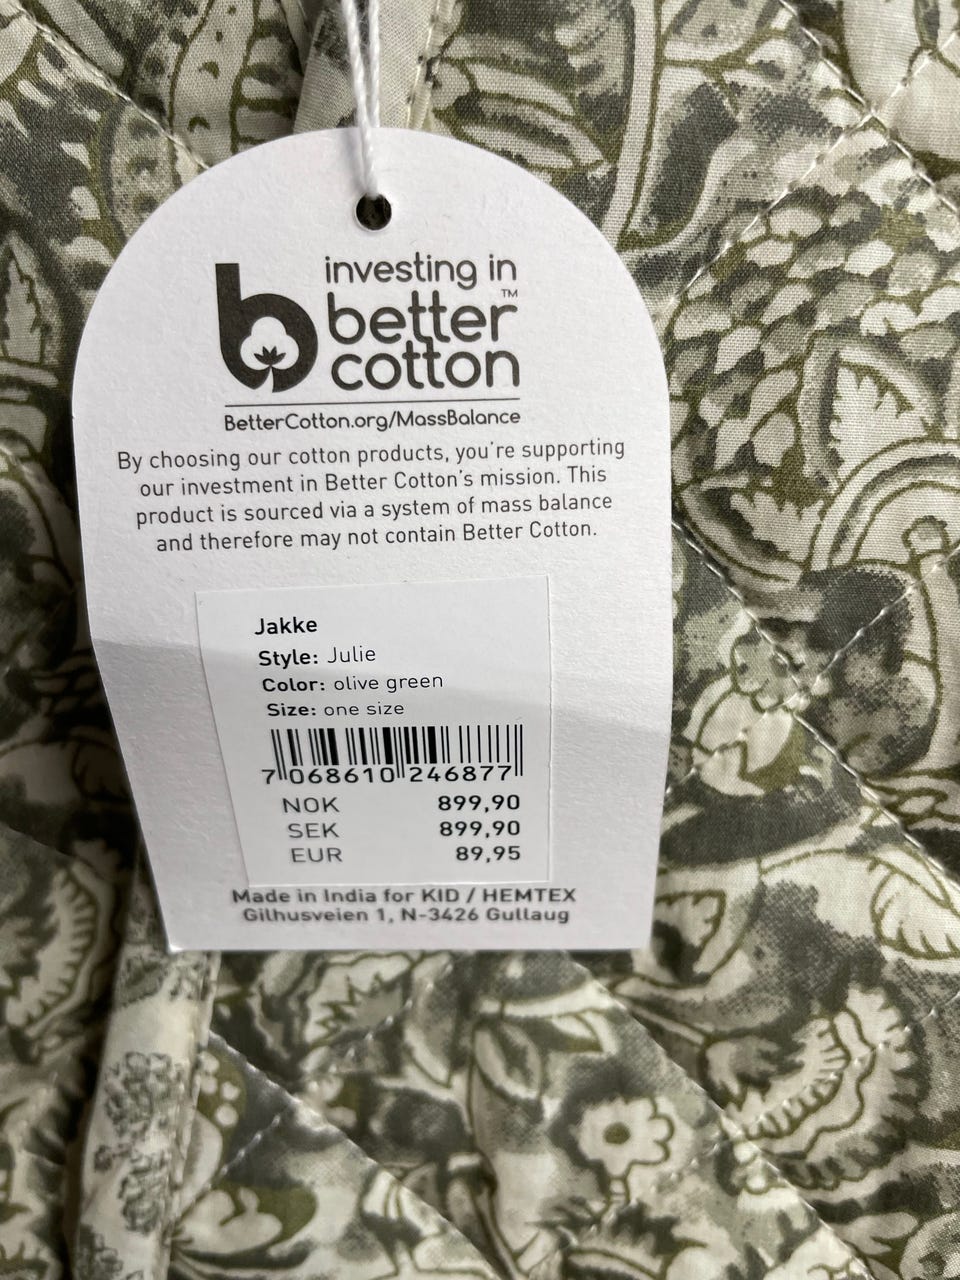 investing in
better™
cotton
BetterCotton.org/MassBalance
By choosing our cotton products, you're supporting
our investment in Better Cotton's mission. This
product is sourced via a system of mass balance
and therefore may not contain Better Cotton.
Jakke
Style: Julie
Color: olive green
Size: one size
7 068610 246877
NOK 899,90
SEK 899,90
EUR 89,95
Made in India for KID / HEMTEX
Gilhusveien 1, N-3426 Gullaug